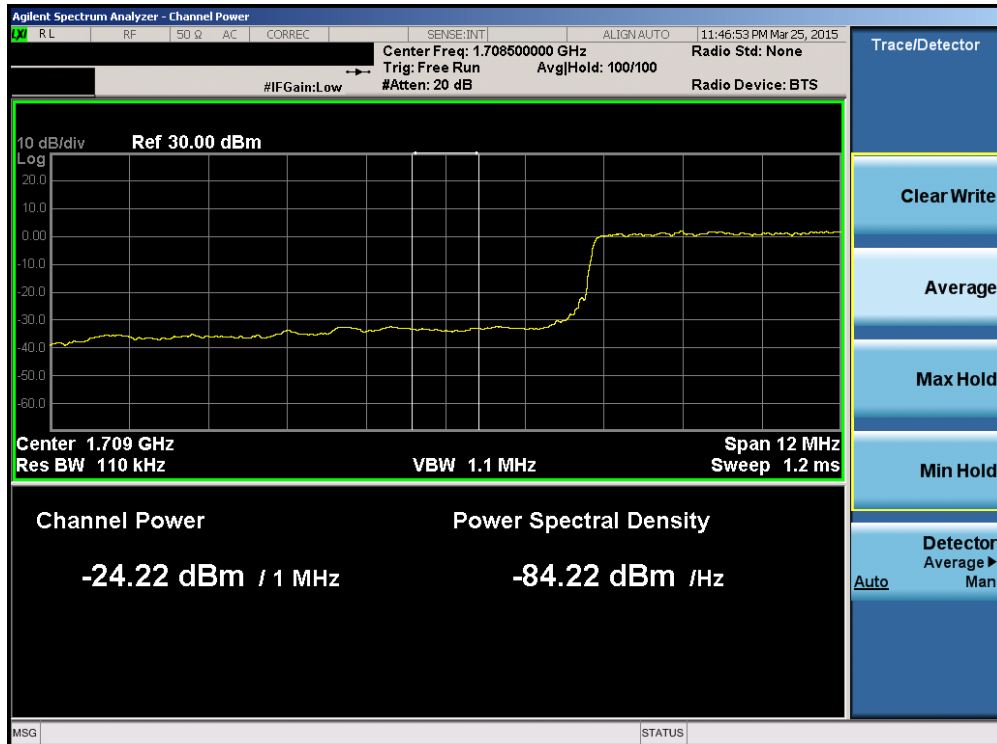 Agilent Spectrum Analyzer - Channel Power
LXI RL RF 50 Ω AC CORREC SENSE:INT ALIGN AUTO 11:46:53 PM Mar 25, 2015
Center Freq: 1.708500000 GHz Radio Std: None
Trig: Free Run Avg|Hold: 100/100
#IFGain:Low #Atten: 20 dB Radio Device: BTS
10 dB/div Ref 30.00 dBm
Log
20.0
10.0
0.00
-10.0
-20.0
-30.0
-40.0
-50.0
-60.0
Center 1.709 GHz Span 12 MHz
Res BW 110 kHz VBW 1.1 MHz Sweep 1.2 ms
Channel Power Power Spectral Density
-24.22 dBm / 1 MHz -84.22 dBm /Hz
MSG STATUS
Trace/Detector
Clear Write
Average
Max Hold
Min Hold
Detector
Average
Auto Man